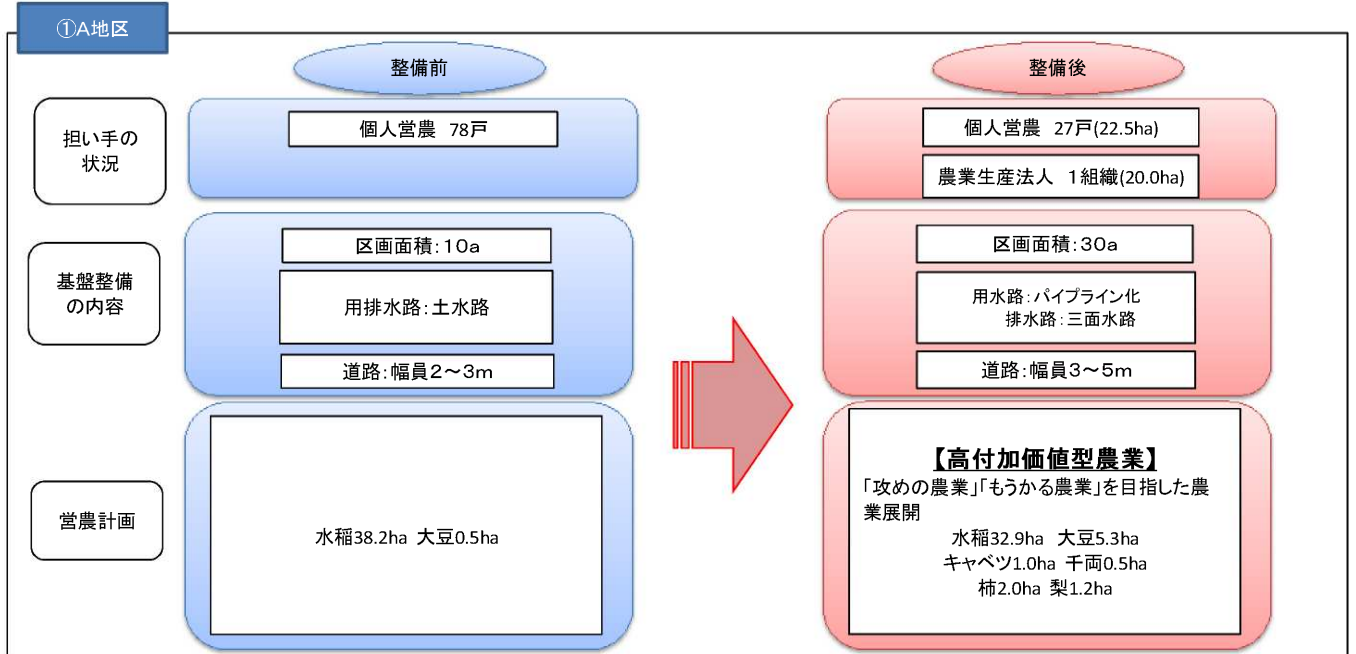 ①A地区
整備前
整備後
担い手の
状況
個人営農 78戸
個人営農 27戸(22.5ha)
農業生産法人 1組織(20.0ha)
基盤整備
の内容
区画面積:10a
用排水路:土水路
道路:幅員2～3m
区画面積:30a
用水路:パイプライン化
排水路:三面水路
道路:幅員3～5m
営農計画
水稲38.2ha 大豆0.5ha
【高付加価値型農業】
「攻めの農業」「もうかる農業」を目指した農
業展開
水稲32.9ha 大豆5.3ha
キャベツ1.0ha 千両0.5ha
柿2.0ha 梨1.2ha